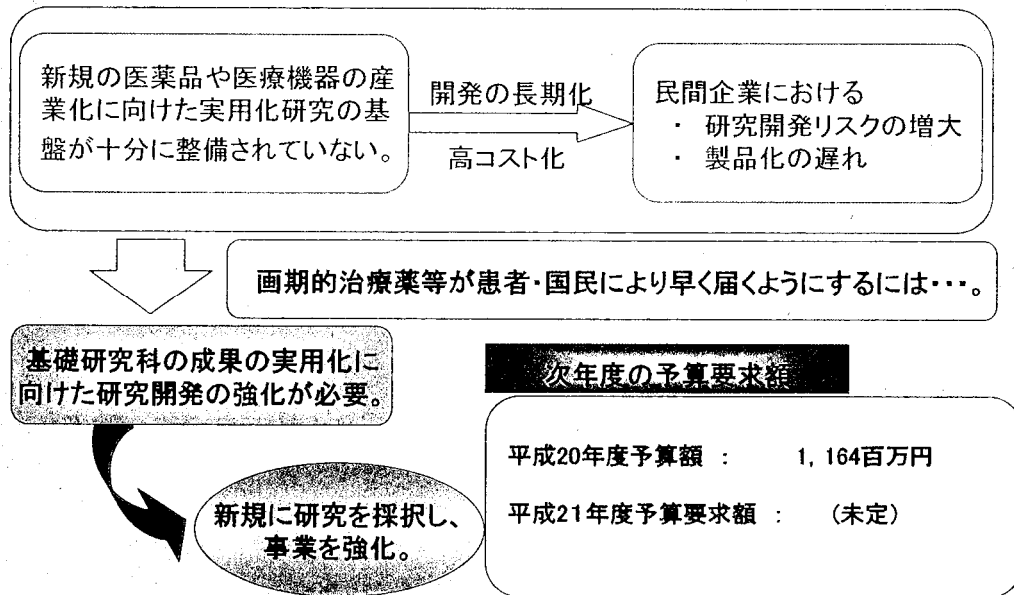 新規の医薬品や医療機器の産
業化に向けた実用化研究の基
盤が十分に整備されていない。
開発の長期化
高コスト化
民間企業における
・ 研究開発リスクの増大
・ 製品化の遅れ
画期的治療薬等が患者・国民により早く届くようにするには・・・。
基礎研究科の成果の実用化に
向けた研究開発の強化が必要。
新規に研究を採択し、
事業を強化。
次年度の予算要求額
平成20年度予算額 : 1, 164百万円
平成21年度予算要求額 : (未定)